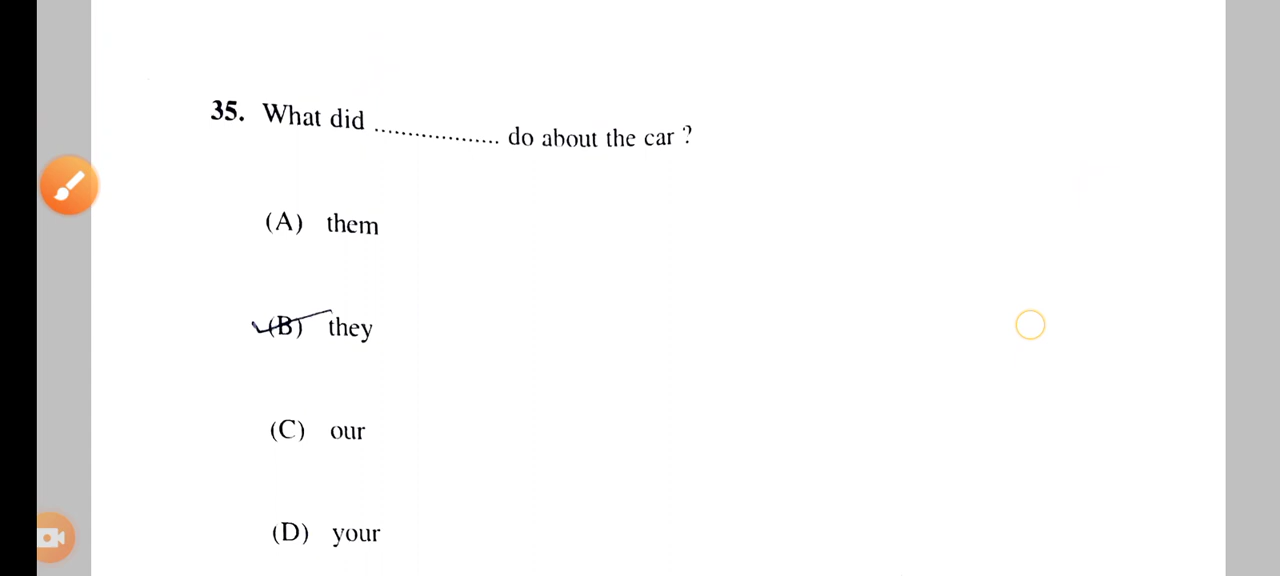 35. What did .................. do about the car ?
(A) them
(B) they
(C) our
(D) your